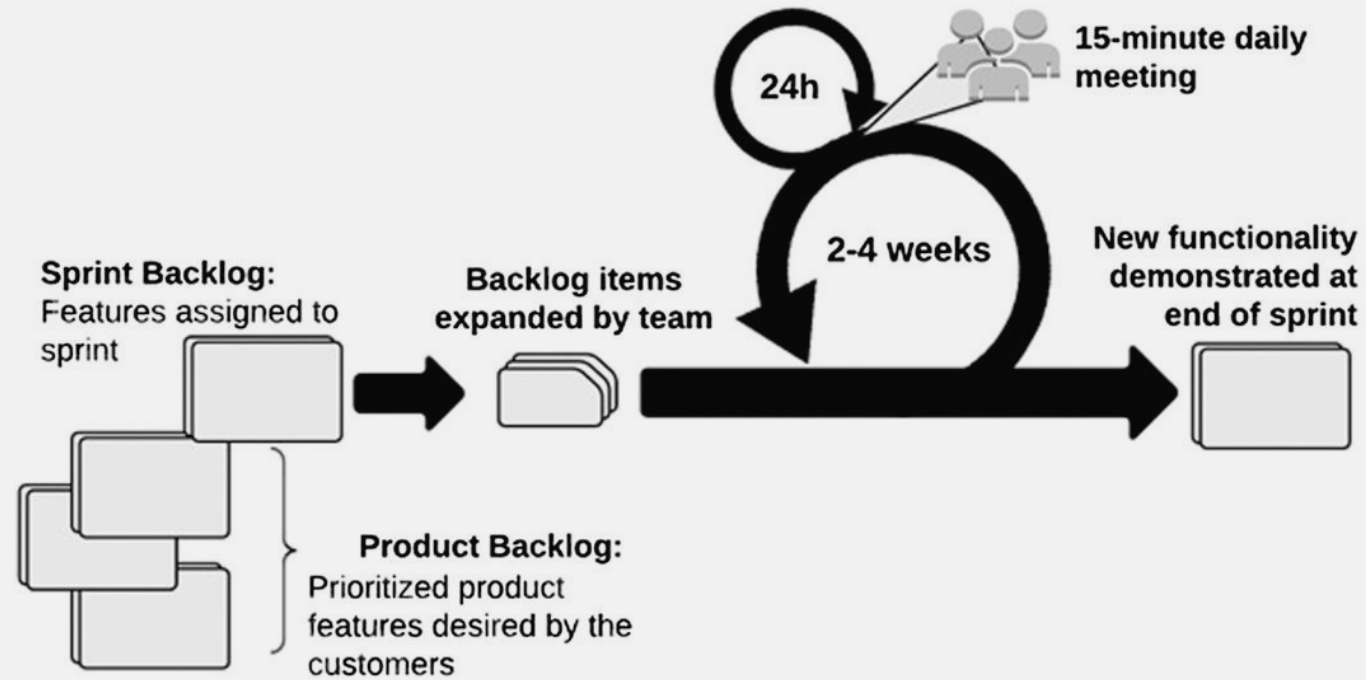 24h
15-minute daily
meeting
2-4 weeks
New functionality
demonstrated at
end of sprint
Sprint Backlog:
Features assigned to
sprint
Backlog items
expanded by team
Product Backlog:
Prioritized product
features desired by the
customers